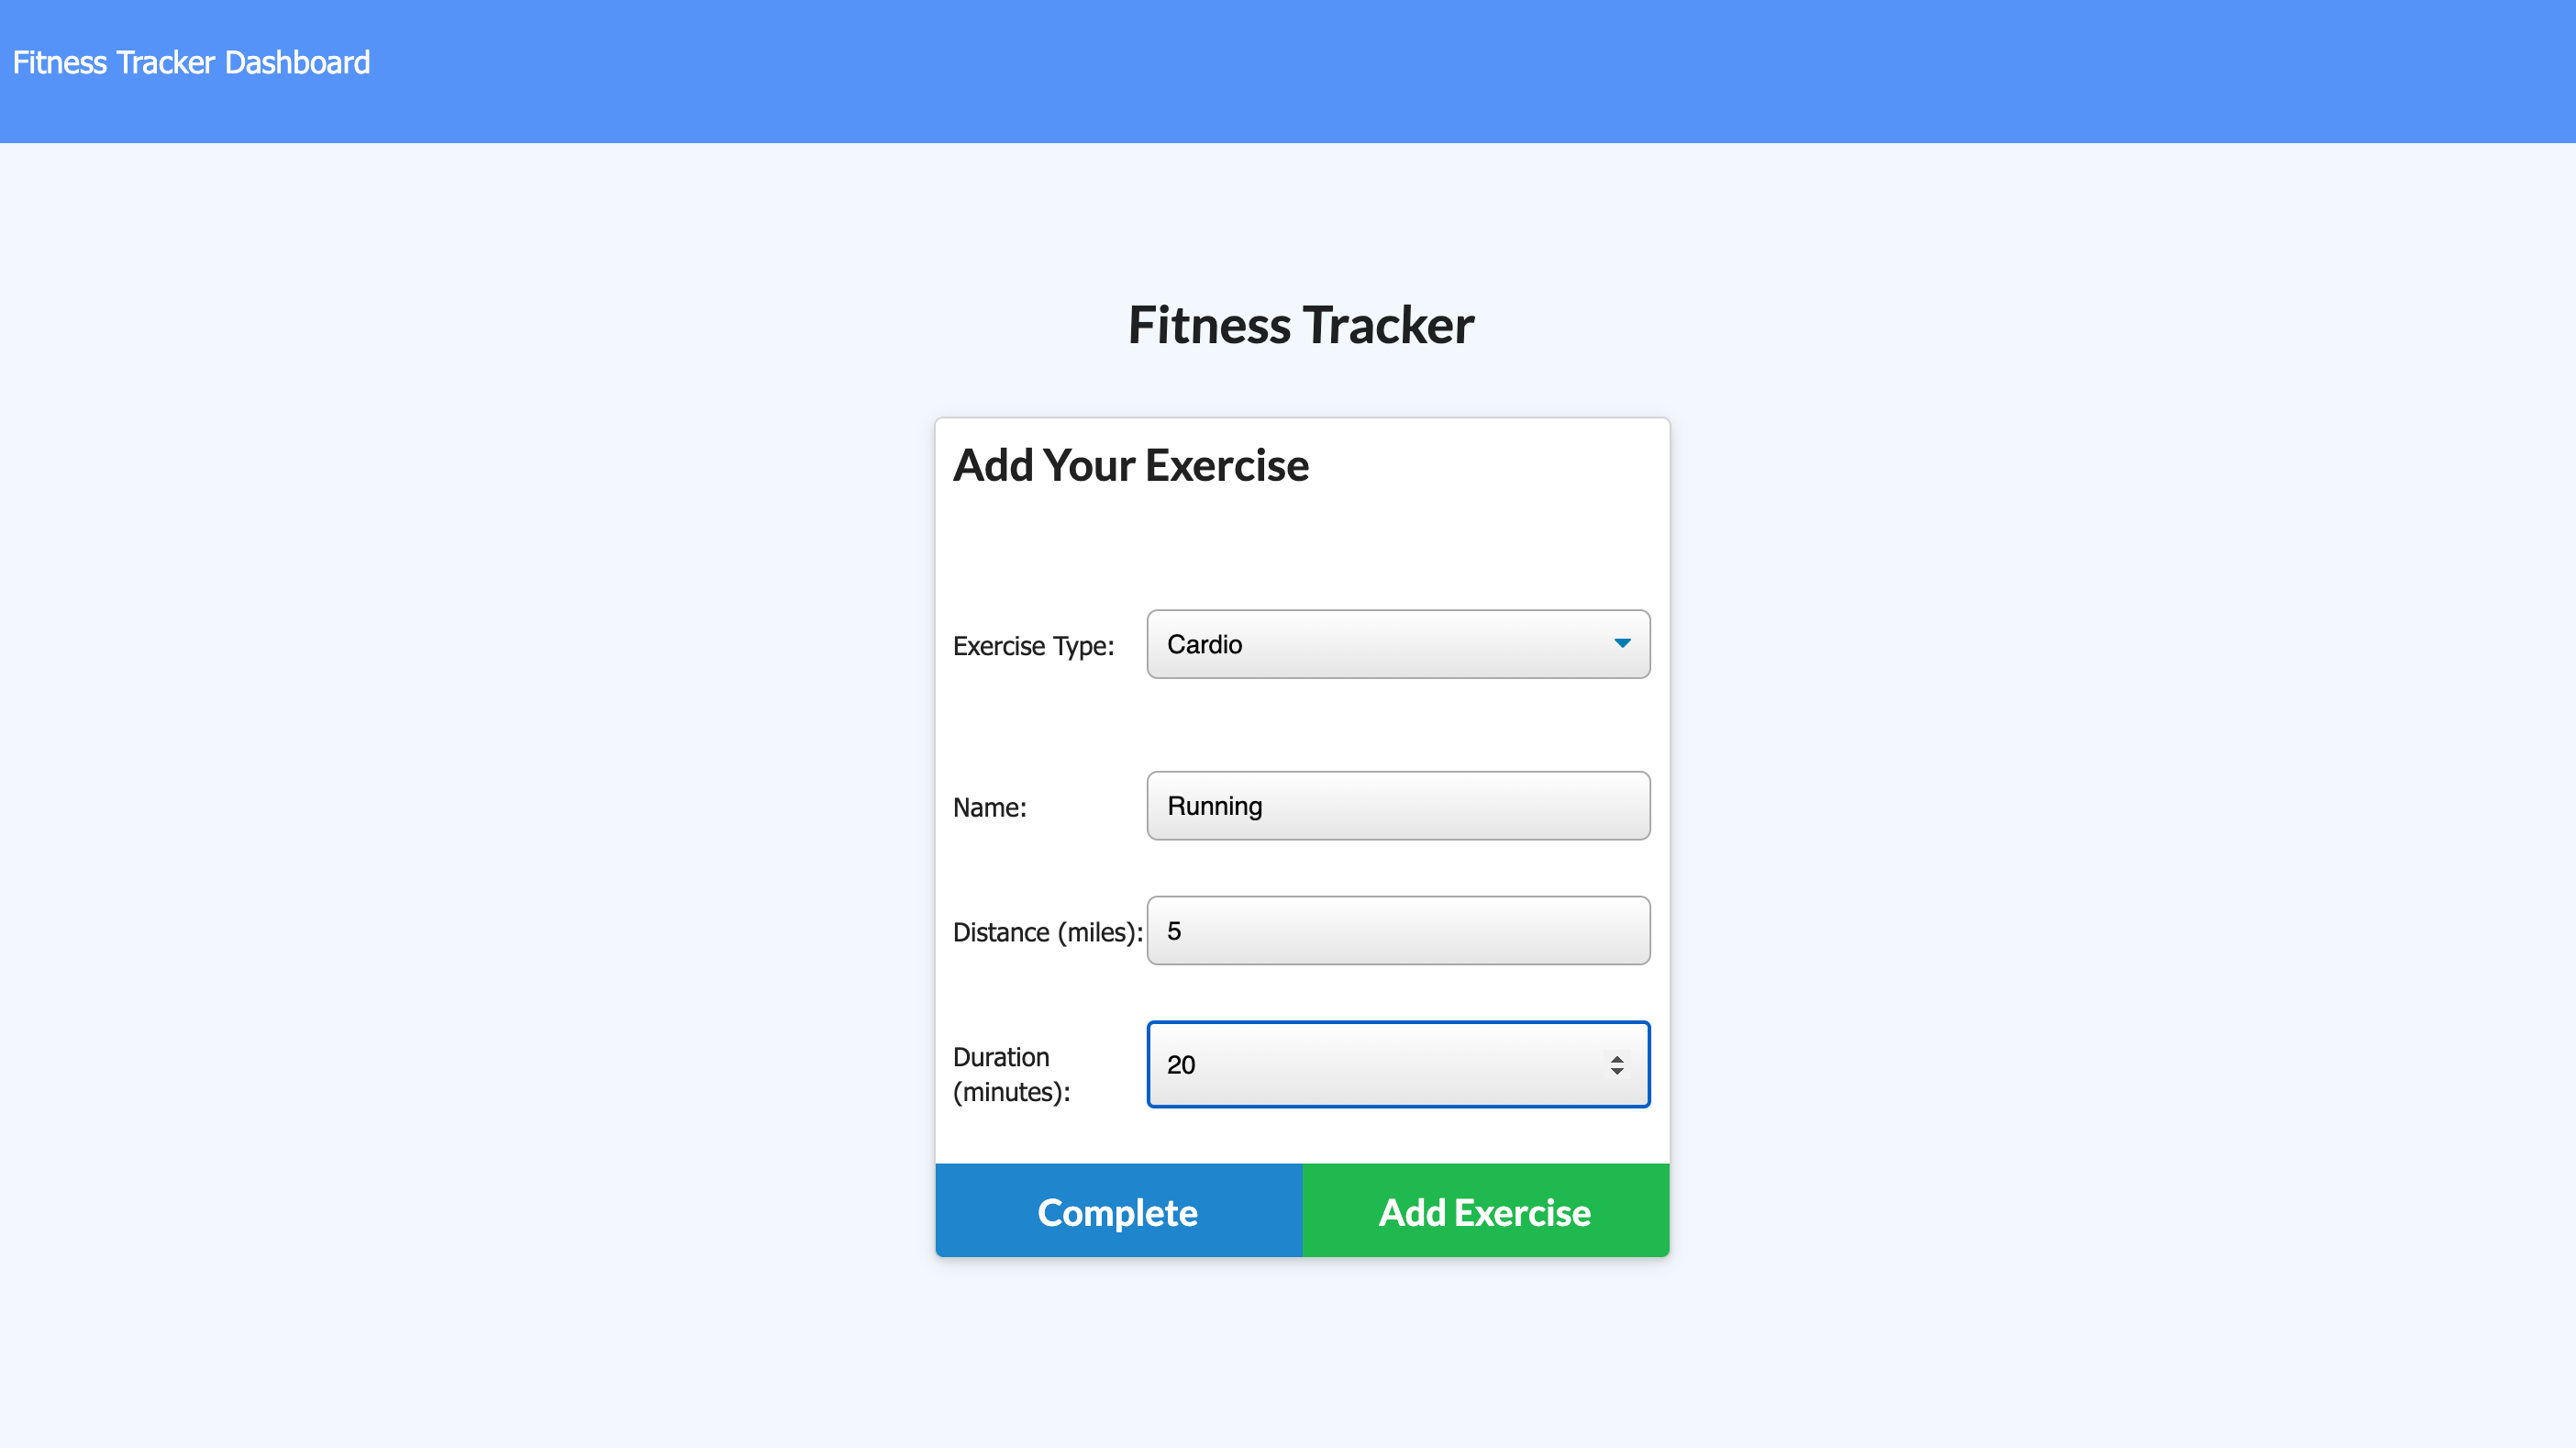 Fitness Tracker Dashboard
Fitness Tracker
Add Your Exercise
Exercise Type: Cardio
Name: Running
Distance (miles): 5
Duration
(minutes): 20
Complete Add Exercise